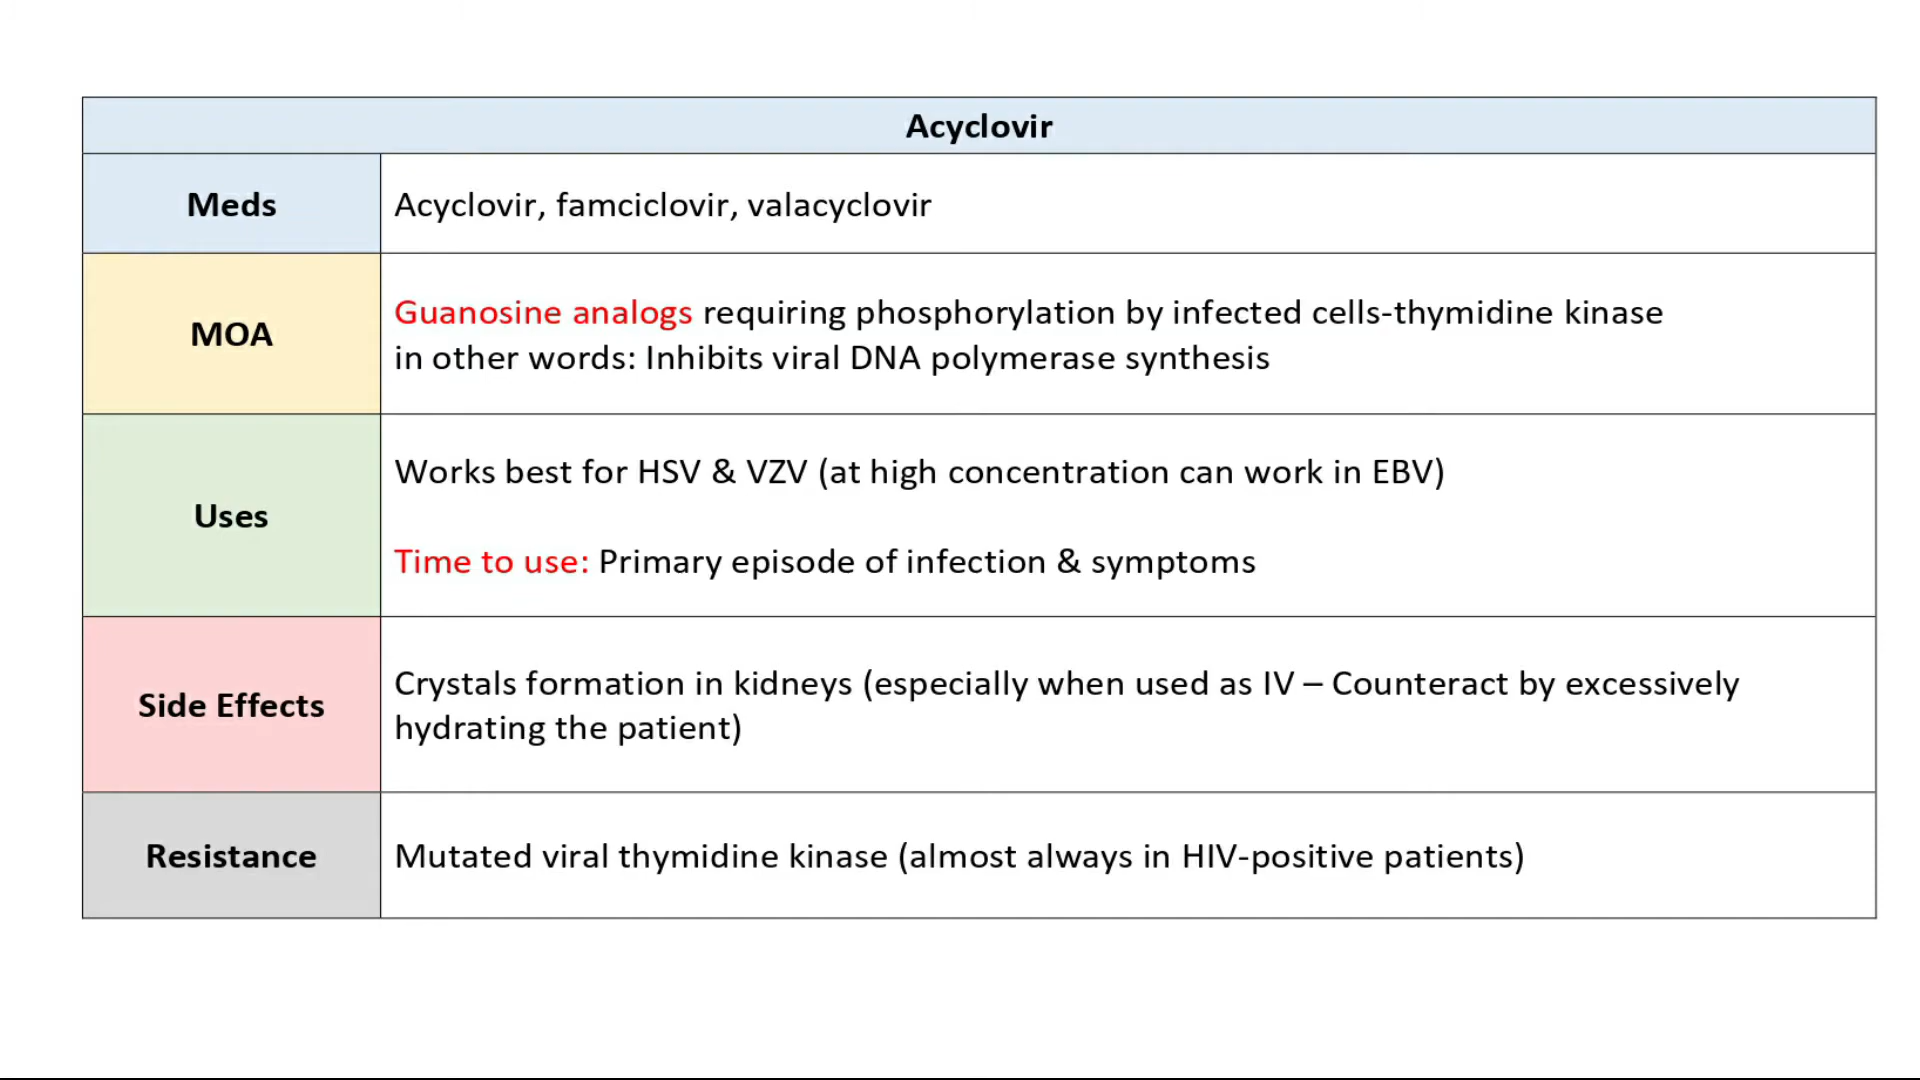 Acyclovir
Meds
Acyclovir, famciclovir, valacyclovir
MOA
Guanosine analogs requiring phosphorylation by infected cells-thymidine kinase
in other words: Inhibits viral DNA polymerase synthesis
Uses
Works best for HSV & VZV (at high concentration can work in EBV)
Time to use: Primary episode of infection & symptoms
Side Effects
Crystals formation in kidneys (especially when used as IV – Counteract by excessively
hydrating the patient)
Resistance
Mutated viral thymidine kinase (almost always in HIV-positive patients)